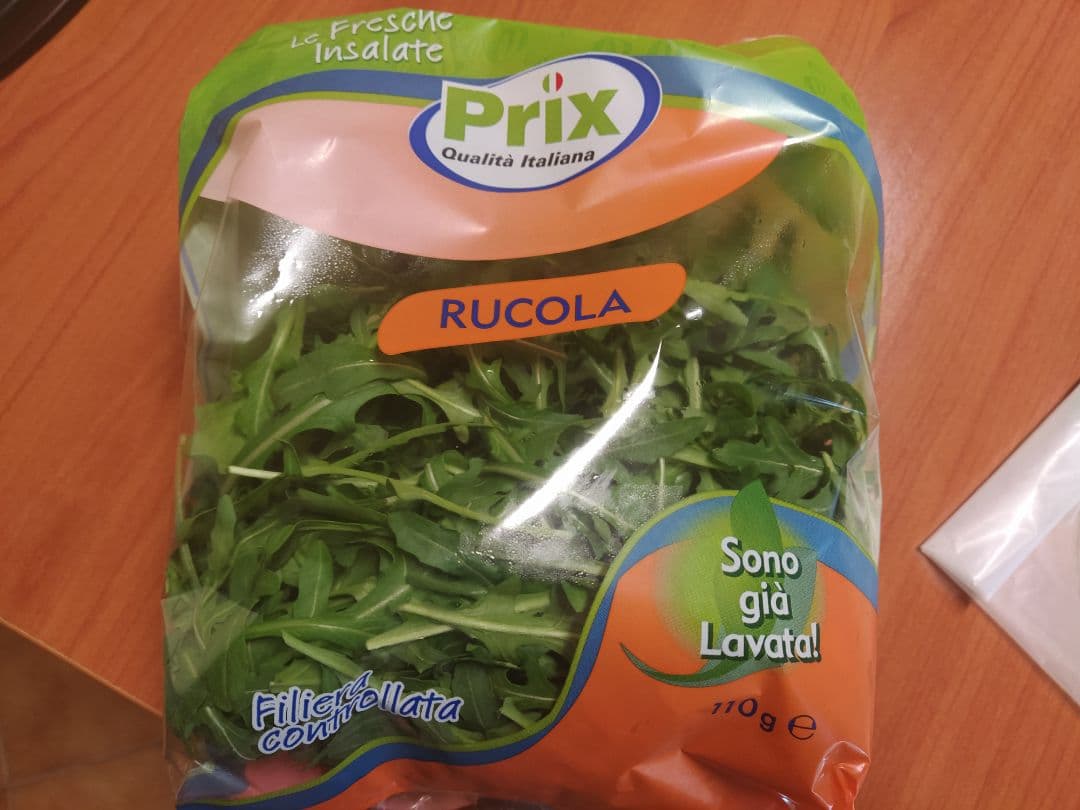 Le Fresche
Insalate
Prix
Qualità Italiana
RUCOLA
Sono
già
Lavata!
110g e
Filiera
controllata